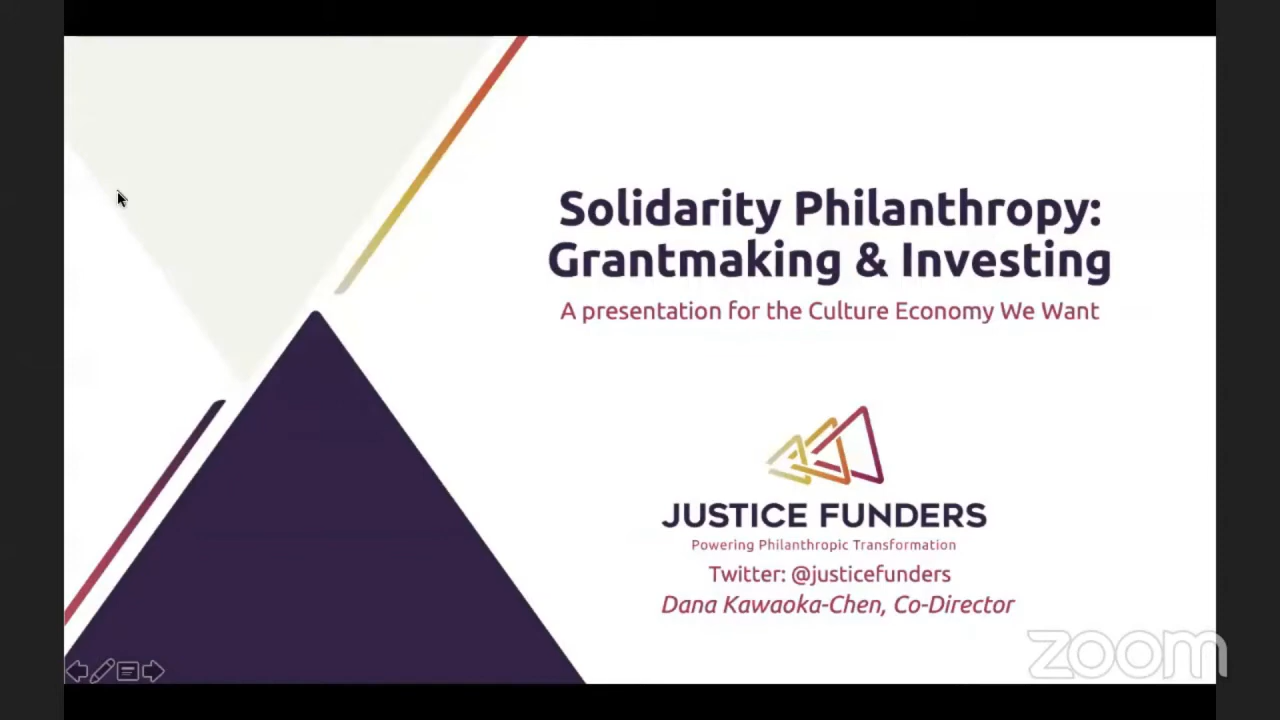 Solidarity Philanthropy:
Grantmaking & Investing
A presentation for the Culture Economy We Want
JUSTICE FUNDERS
Powering Philanthropic Transformation
Twitter: @justicefunders
Dana Kawaoka-Chen, Co-Director
zoom